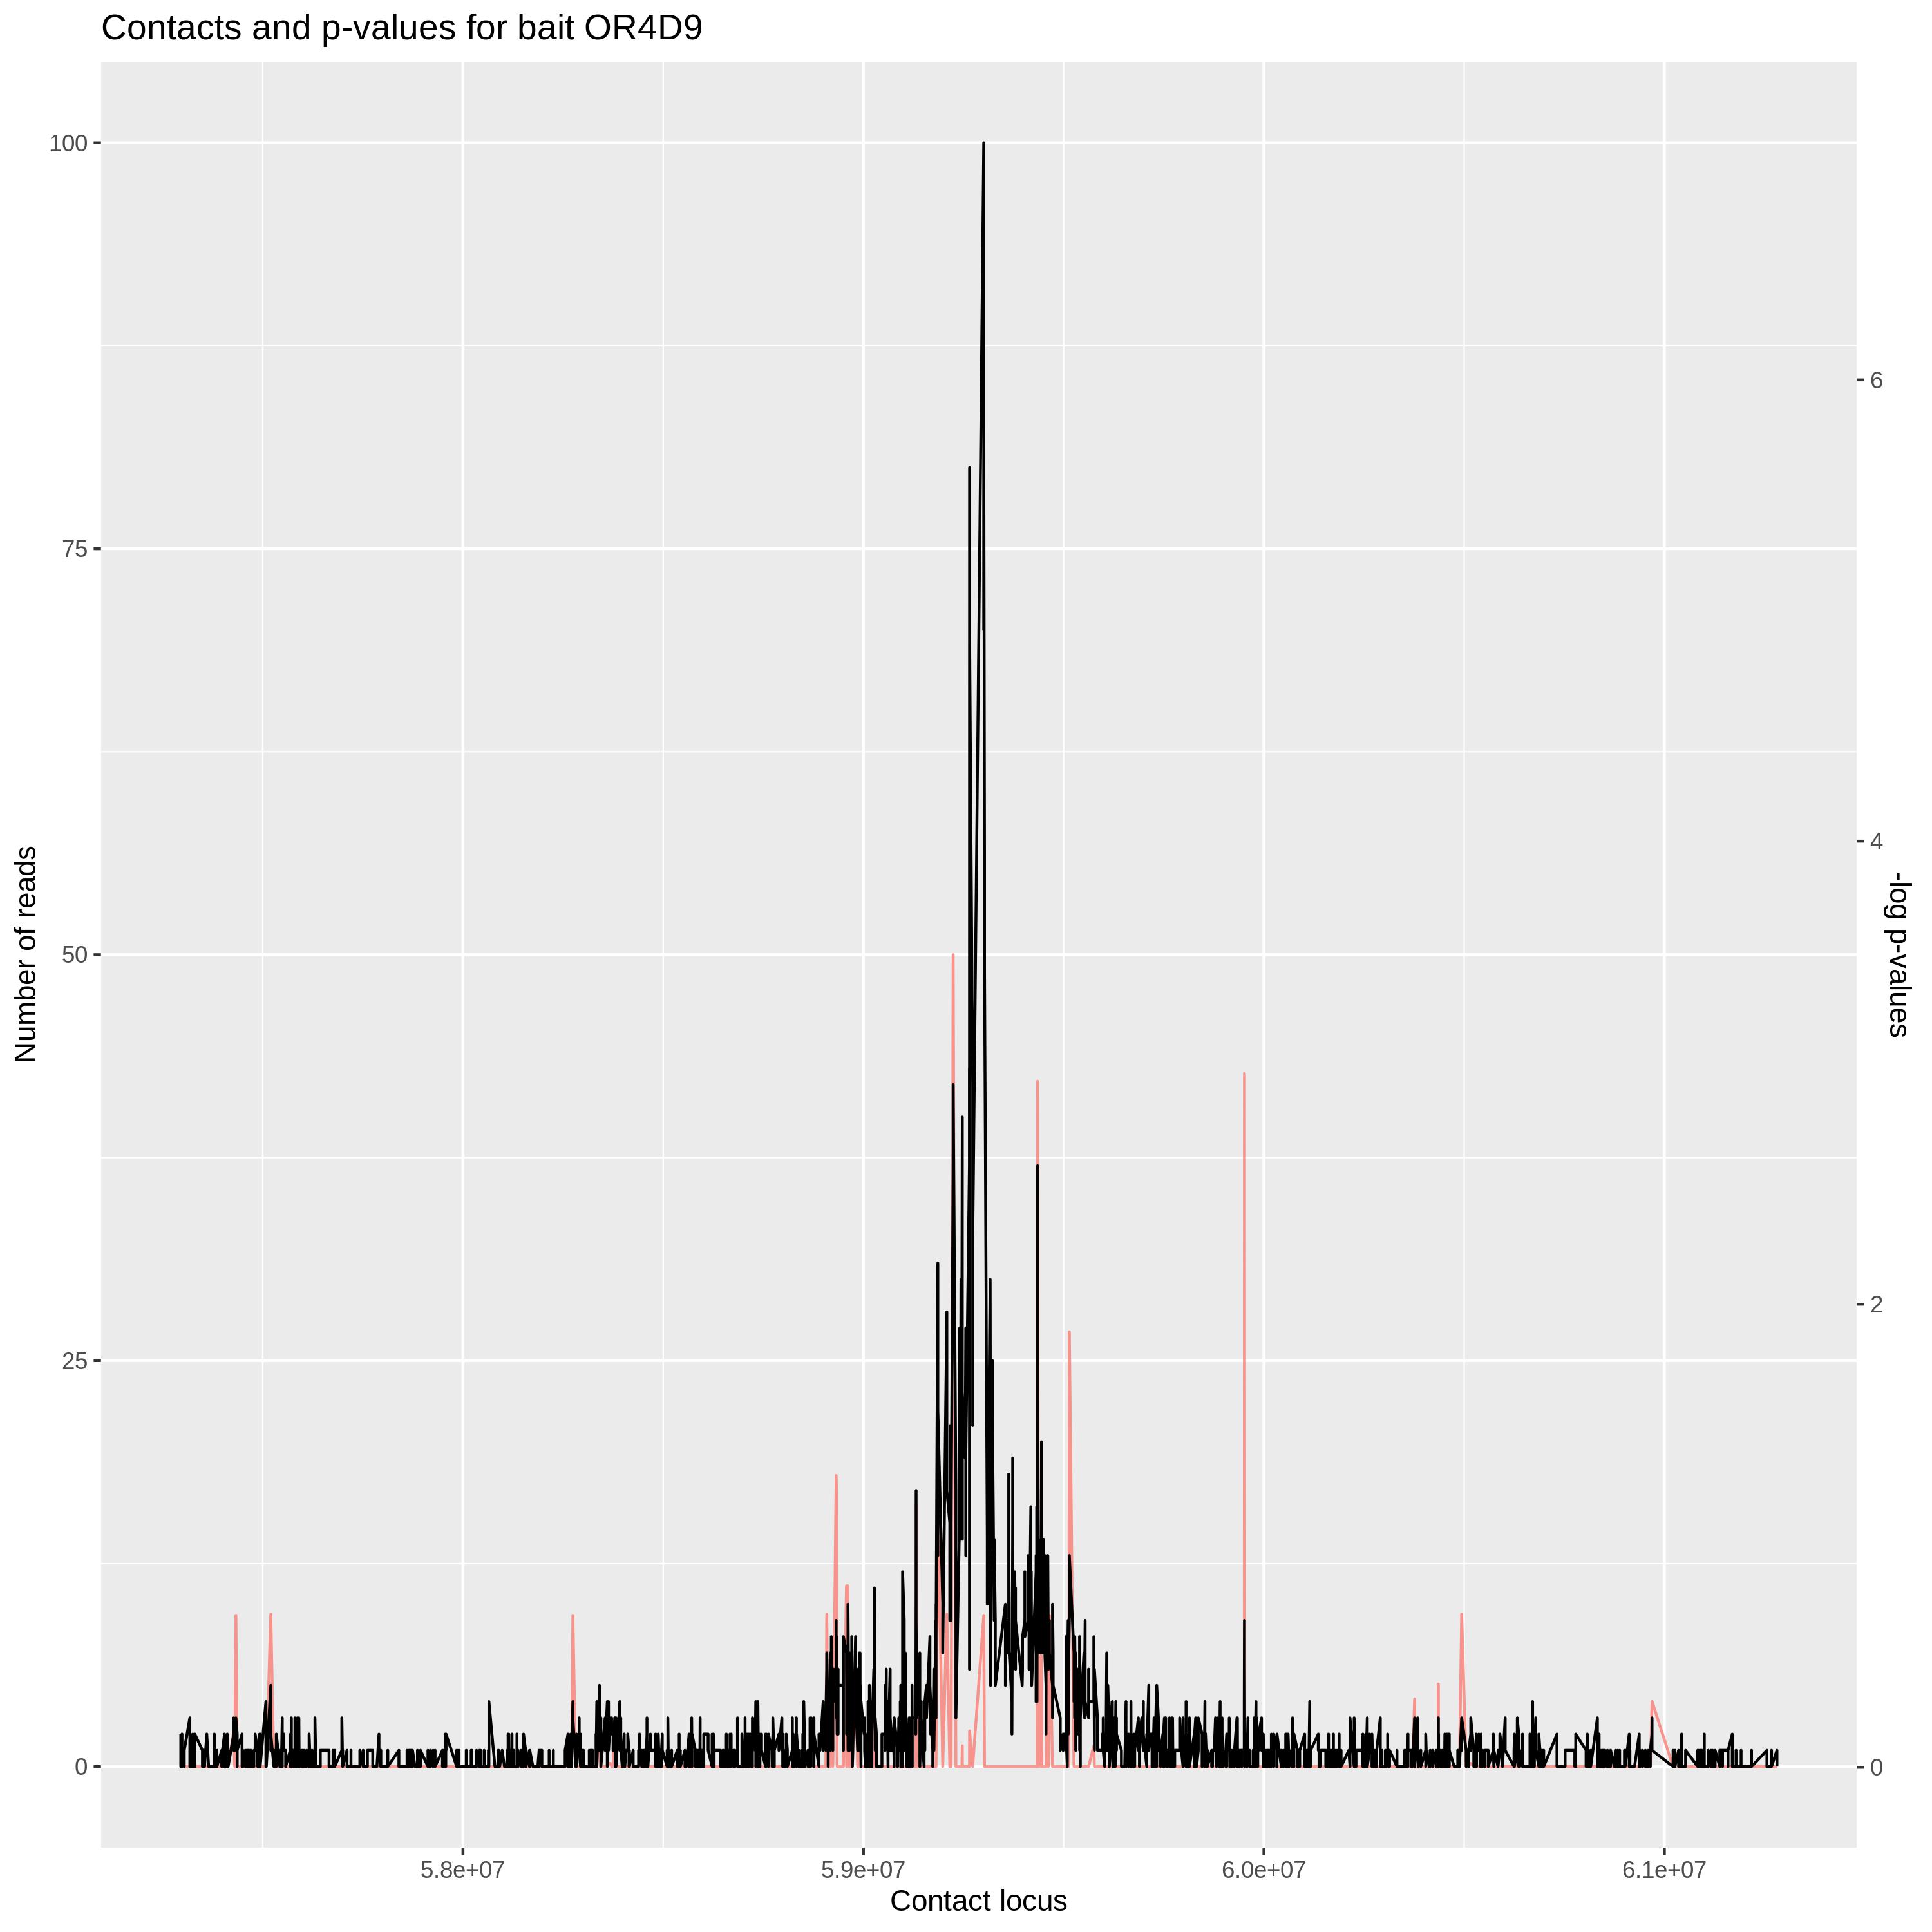 Contacts and p-values for bait OR4D9
100
75
50
25
0
Number of reads
6
4
2
0
-log p-values
5.8e+07
5.9e+07
6.0e+07
6.1e+07
Contact locus